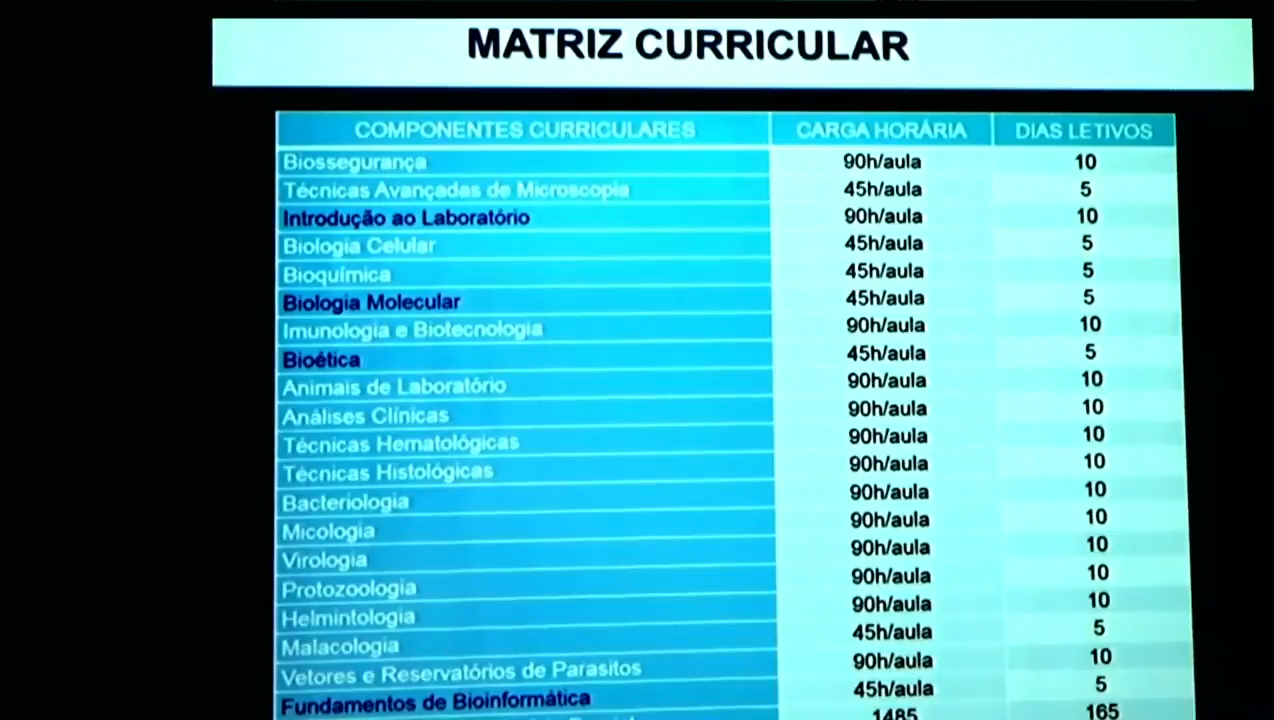 MATRIZ CURRICULAR
COMPONENTES CURRICULARES CARGA HORÁRIA DIAS LETIVOS
Biossegurança 90h/aula 10
Técnicas Avançadas de Microscopia 45h/aula 5
Introdução ao Laboratório 90h/aula 10
Biologia Celular 45h/aula 5
Bioquímica 45h/aula 5
Biologia Molecular 45h/aula 5
Imunologia e Biotecnologia 90h/aula 10
Bioética 45h/aula 5
Animais de Laboratório 90h/aula 10
Análises Clínicas 90h/aula 10
Técnicas Hematológicas 90h/aula 10
Técnicas Histológicas 90h/aula 10
Bacteriologia 90h/aula 10
Micologia 90h/aula 10
Virologia 90h/aula 10
Protozoologia 90h/aula 10
Helmintologia 90h/aula 10
Malacologia 45h/aula 5
Vetores e Reservatórios de Parasitos 90h/aula 10
Fundamentos de Bioinformática 45h/aula 5
1485 165